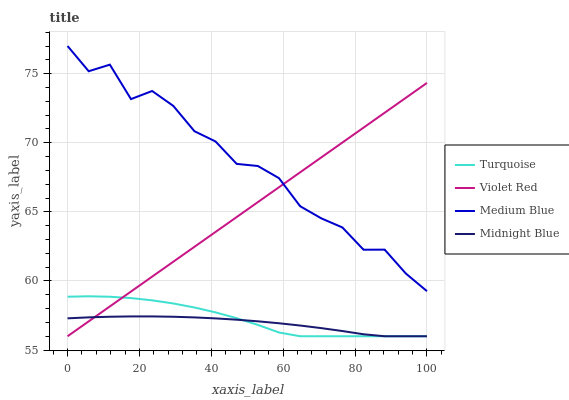 title
yaxis_label
75
70
65
60
55
0 20 40 60 80 100
xaxis_label
Turquoise
Violet Red
Medium Blue
Midnight Blue